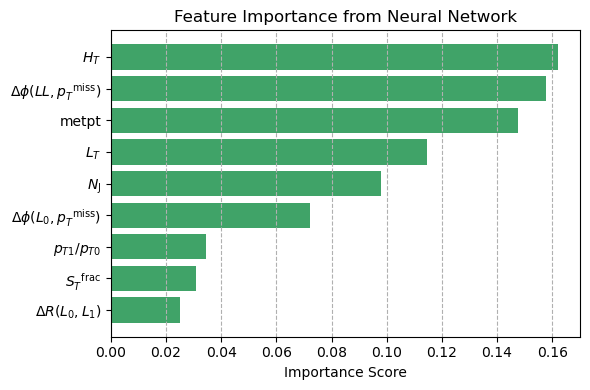 Feature Importance from Neural Network
H_T
Δϕ(LL, p_T^miss)
metpt
L_T
N_J
Δϕ(L_0, p_T^miss)
p_T1/p_T0
S_T^frac
ΔR(L_0, L_1)
0.00 0.02 0.04 0.06 0.08 0.10 0.12 0.14 0.16
Importance Score